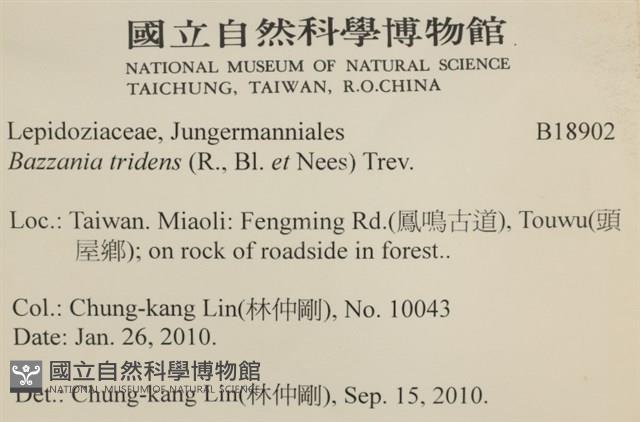 國立自然科學博物館
NATIONAL MUSEUM OF NATURAL SCIENCE
TAICHUNG, TAIWAN, R.O.CHINA
Lepidoziaceae, Jungermanniales B18902
Bazzania tridens (R., Bl. et Nees) Trev.
Loc.: Taiwan. Miaoli: Fengming Rd.(鳳鳴古道), Touwu(頭
屋鄉); on rock of roadside in forest..
Col.: Chung-kang Lin(林仲剛), No. 10043
Date: Jan. 26, 2010.
國立自然科學博物館
NATIONAL MUSEUM OF NATURAL SCIENCE
Det.: Chung-kang Lin(林仲剛), Sep. 15, 2010.